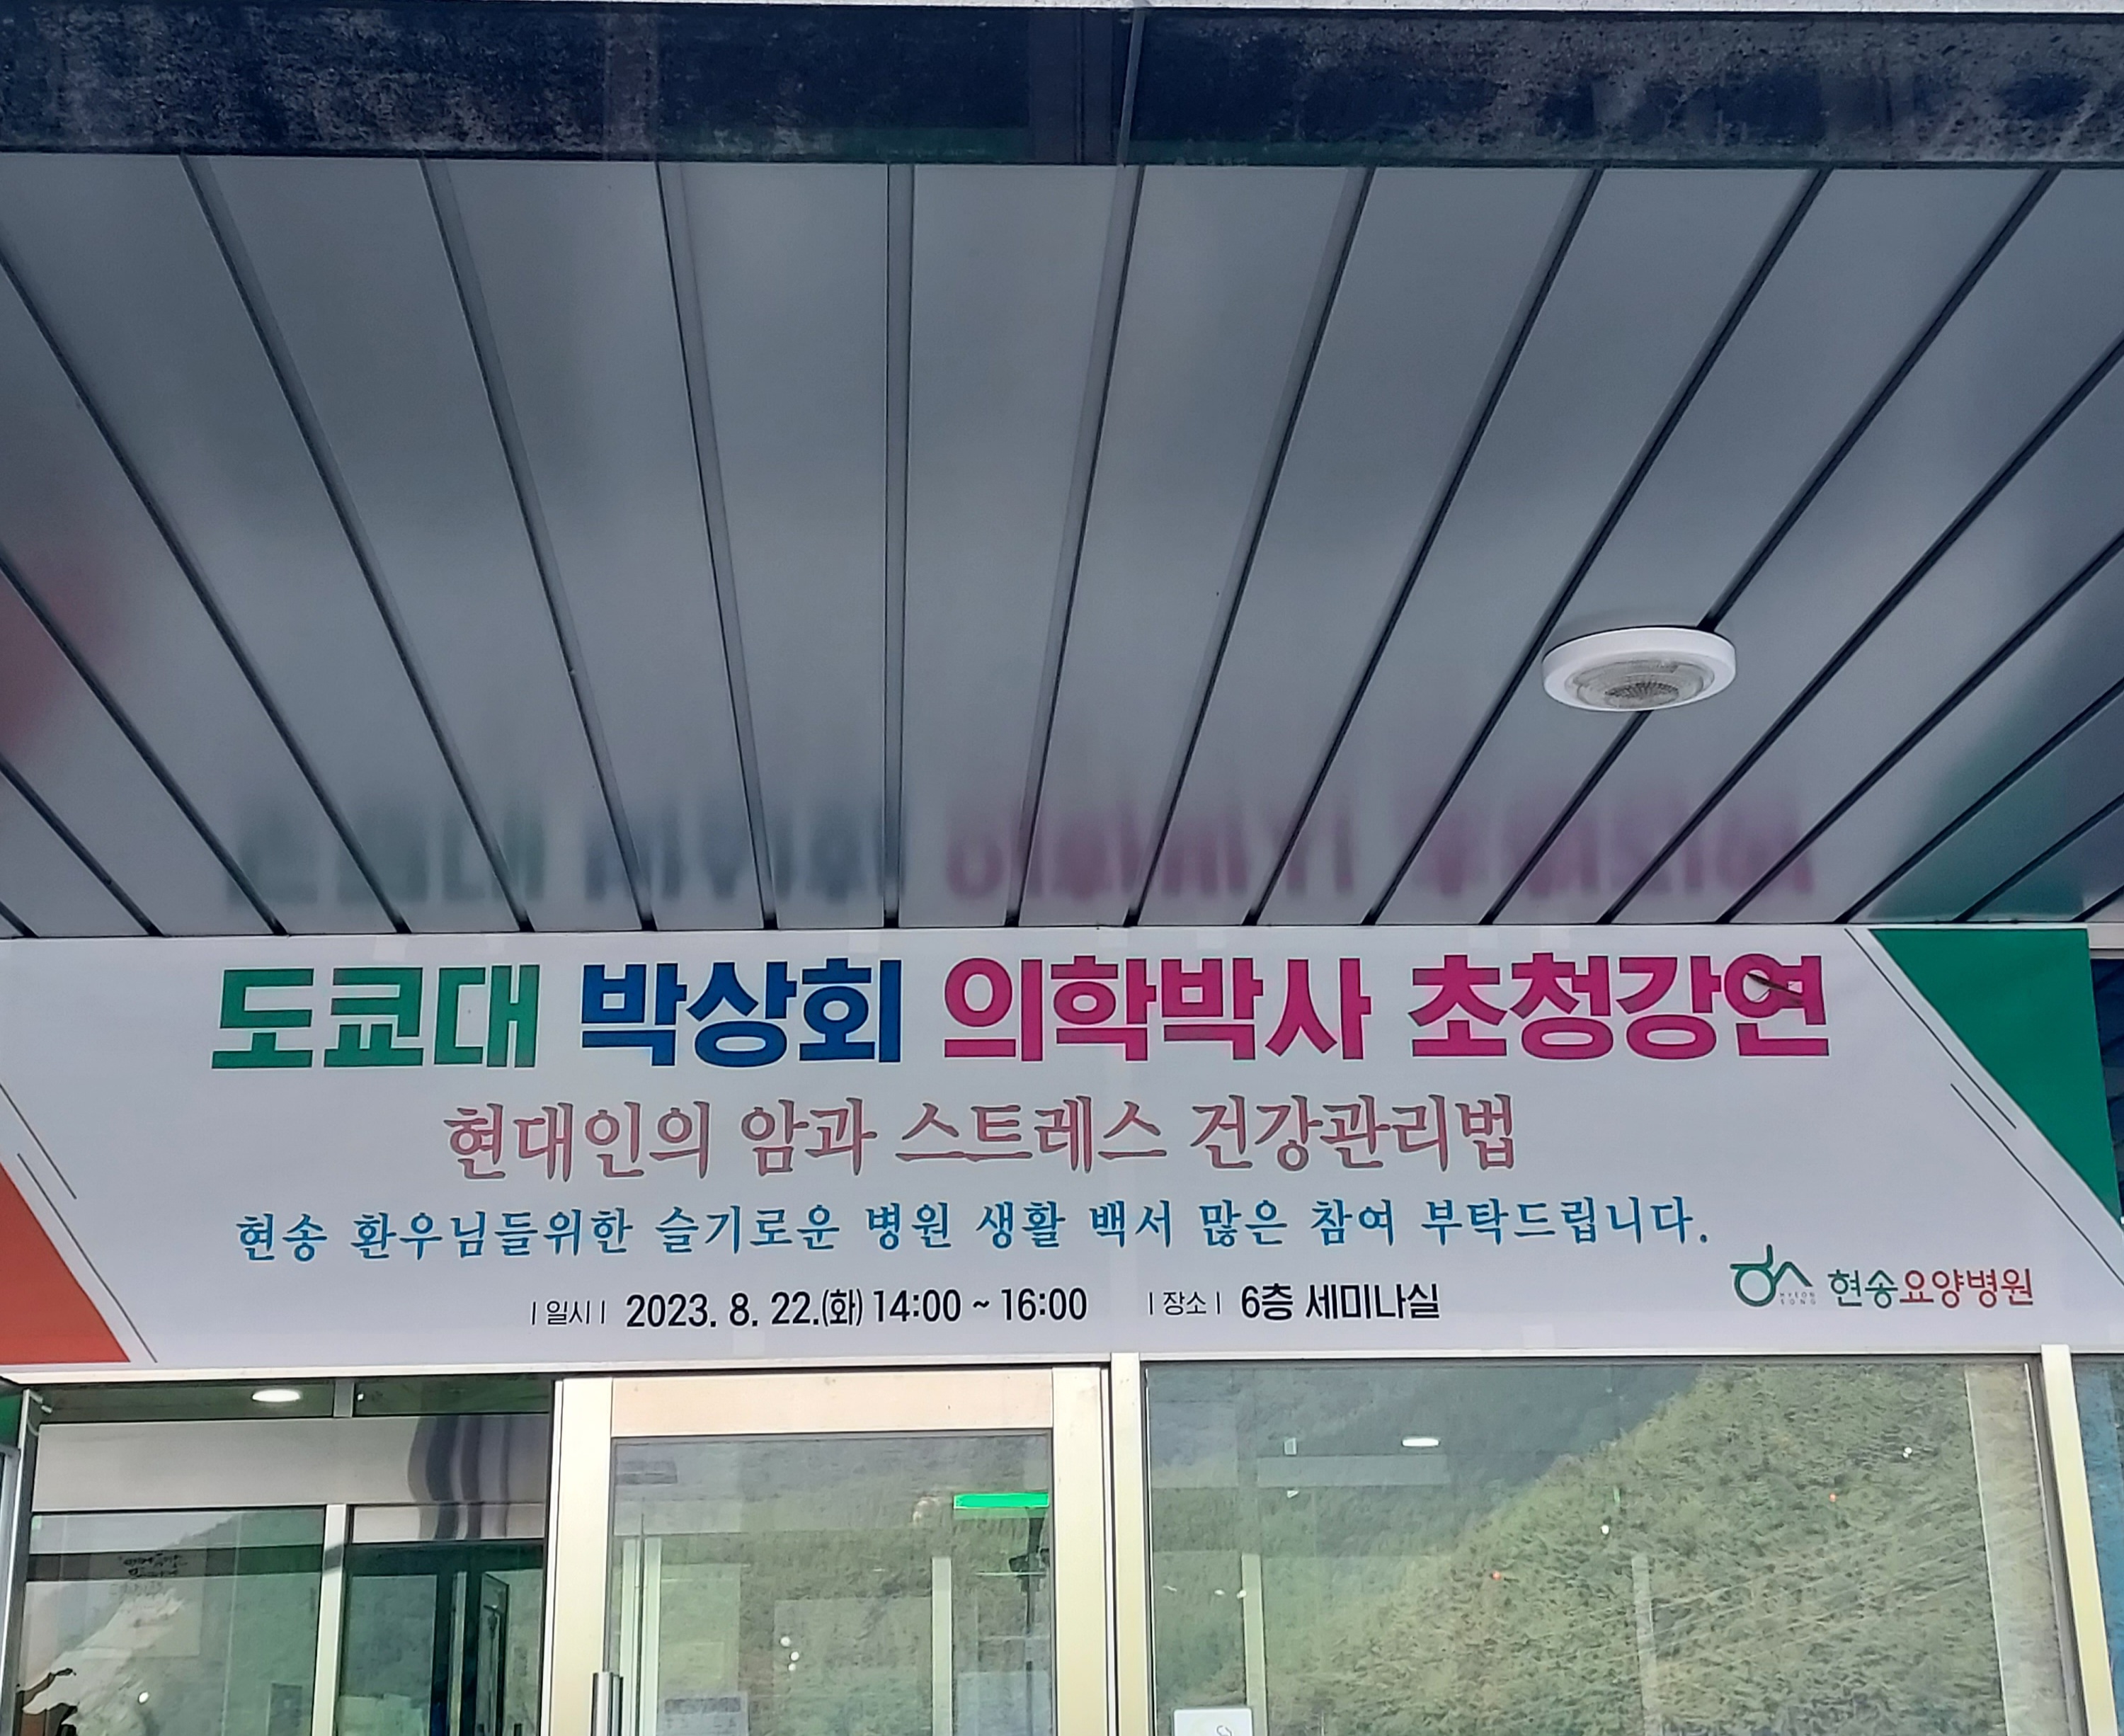 도쿄대 박상회 의학박사 초청강연
현대인의 암과 스트레스 건강관리법
현송 환우님들위한 슬기로운 병원 생활 백서 많은 참여 부탁드립니다.
|일시| 2023. 8. 22.(화) 14:00 ~ 16:00 |장소| 6층 세미나실
HYEON SONG 현송요양병원